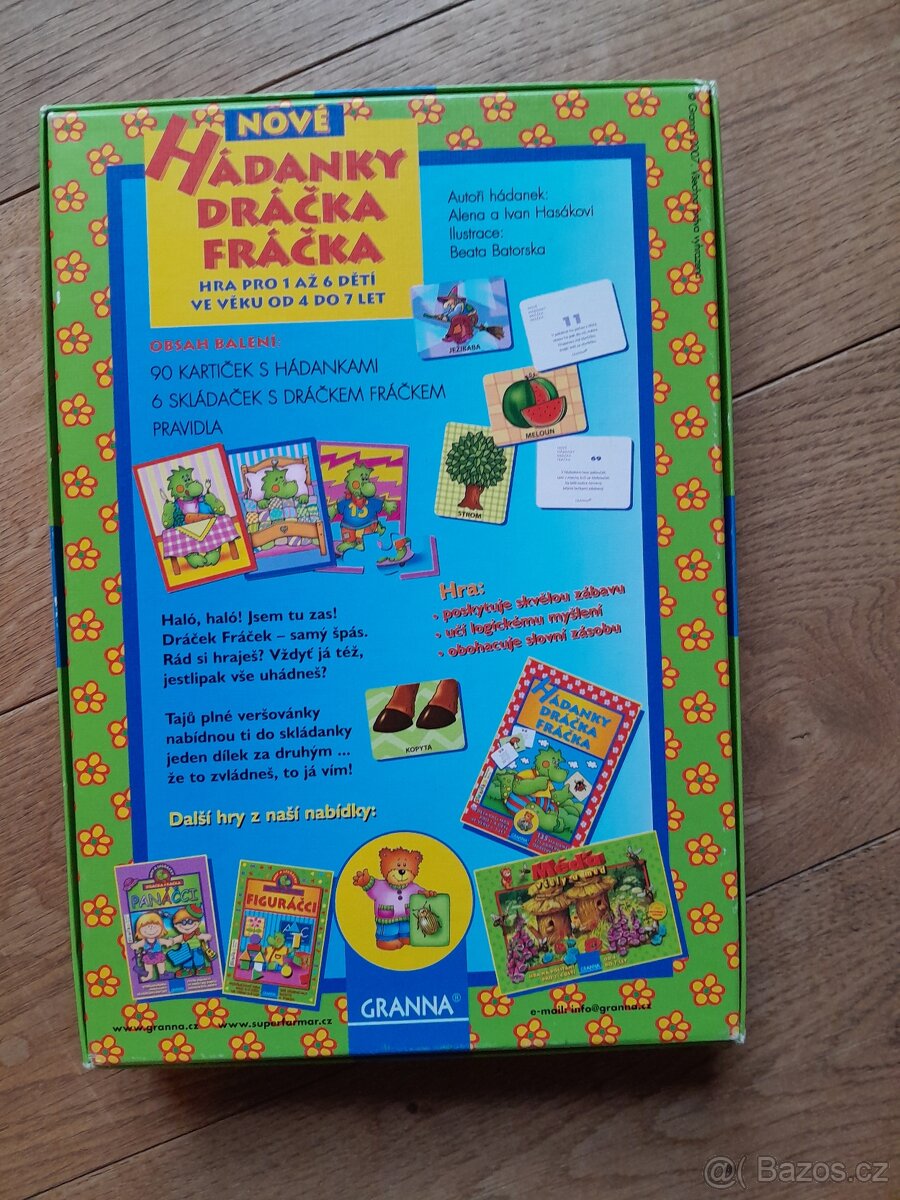 NOVÉ
HÁDANKY
DRÁČKA
FRÁČKA
HRA PRO 1 AŽ 6 DĚTÍ
VE VĚKU OD 4 DO 7 LET
Autoři hádanek:
Alena a Ivan Hasákovi
Ilustrace:
Beata Batorska
OBSAH BALENÍ:
90 KARTIČEK S HÁDANKAMI
6 SKLÁDAČEK S DRÁČKEM FRÁČKEM
PRAVIDLA
JEŽIBABA
11
MELOUN
STROM
69
13
Haló, haló! Jsem tu zas!
Dráček Fráček – samý špás.
Rád si hraješ? Vždyť já též,
jestlipak vše uhádneš?
Hra:
- poskytuje skvělou zábavu
- učí logickému myšlení
- obohacuje slovní zásobu
Tajů plné veršovánky
nabídnou ti do skládanky
jeden dílek za druhým ...
že to zvládneš, to já vím!
KOPYTA
HÁDANKY
DRÁČKA
FRÁČKA
Další hry z naší nabídky:
PANÁČCI
FIGURÁČCI
Méďa
GRANNA®
www.granna.cz
www.superfarmar.cz
e-mail: info@granna.cz
@( Bazos.cz